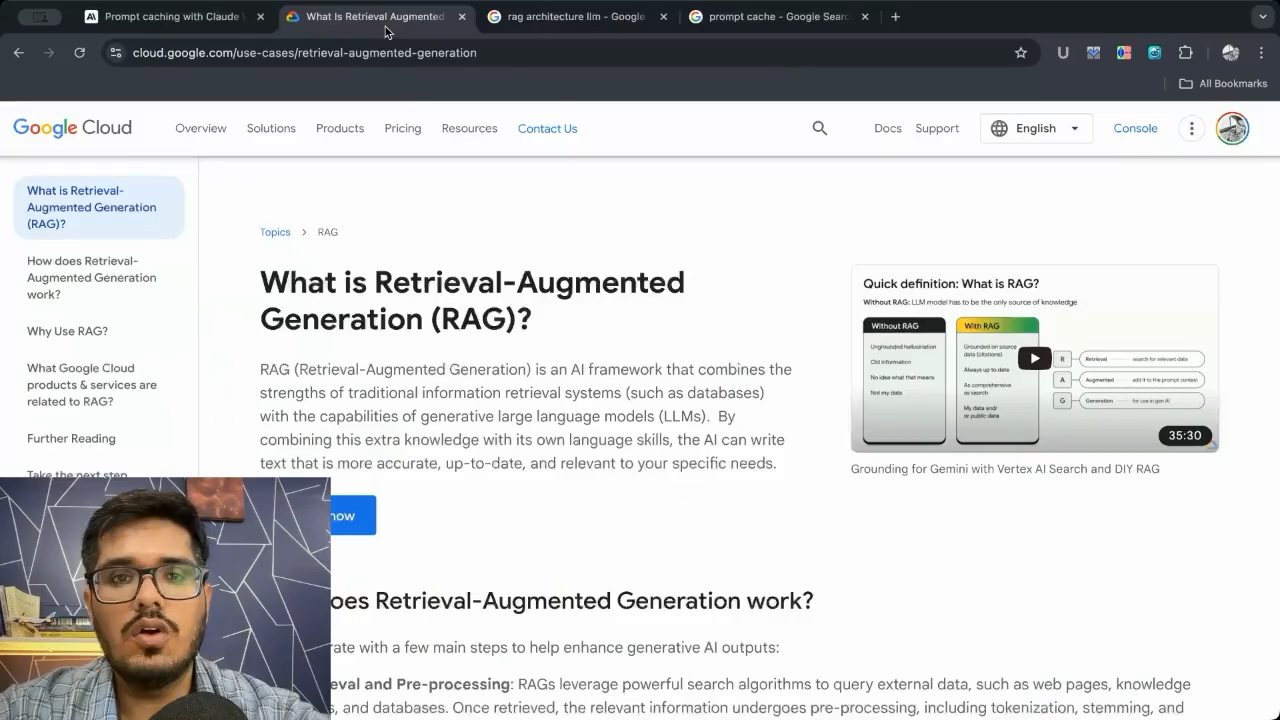 Prompt caching with Claude \
What Is Retrieval Augmented
rag architecture llm - Google
prompt cache - Google Sear
cloud.google.com/use-cases/retrieval-augmented-generation
All Bookmarks
Google Cloud
Overview
Solutions
Products
Pricing
Resources
Contact Us
Docs
Support
English
Console
What is Retrieval-
Augmented Generation
(RAG)?
How does Retrieval-
Augmented Generation
work?
Why Use RAG?
What Google Cloud
products & services are
related to RAG?
Further Reading
Take the next step
Topics > RAG
What is Retrieval-Augmented
Generation (RAG)?
RAG (Retrieval-Augmented Generation) is an AI framework that combines the
strengths of traditional information retrieval systems (such as databases)
with the capabilities of generative large language models (LLMs). By
combining this extra knowledge with its own language skills, the AI can write
text that is more accurate, up-to-date, and relevant to your specific needs.
now
Quick definition: What is RAG?
Without RAG: LLM model has to be the only source of knowledge
Without RAG
Ungrounded hallucination
Old information
No idea what that means
Not my data
With RAG
Grounded on source
data (citations)
Always up to date
As comprehensive
as search
My data and/
or public data
R Retrieval search for relevant data
A Augmented add it to the prompt context
G Generation for use in gen AI
35:30
Grounding for Gemini with Vertex AI Search and DIY RAG
oes Retrieval-Augmented Generation work?
rate with a few main steps to help enhance generative AI outputs:
eval and Pre-processing: RAGs leverage powerful search algorithms to query external data, such as web pages, knowledge
s, and databases. Once retrieved, the relevant information undergoes pre-processing, including tokenization, stemming, and